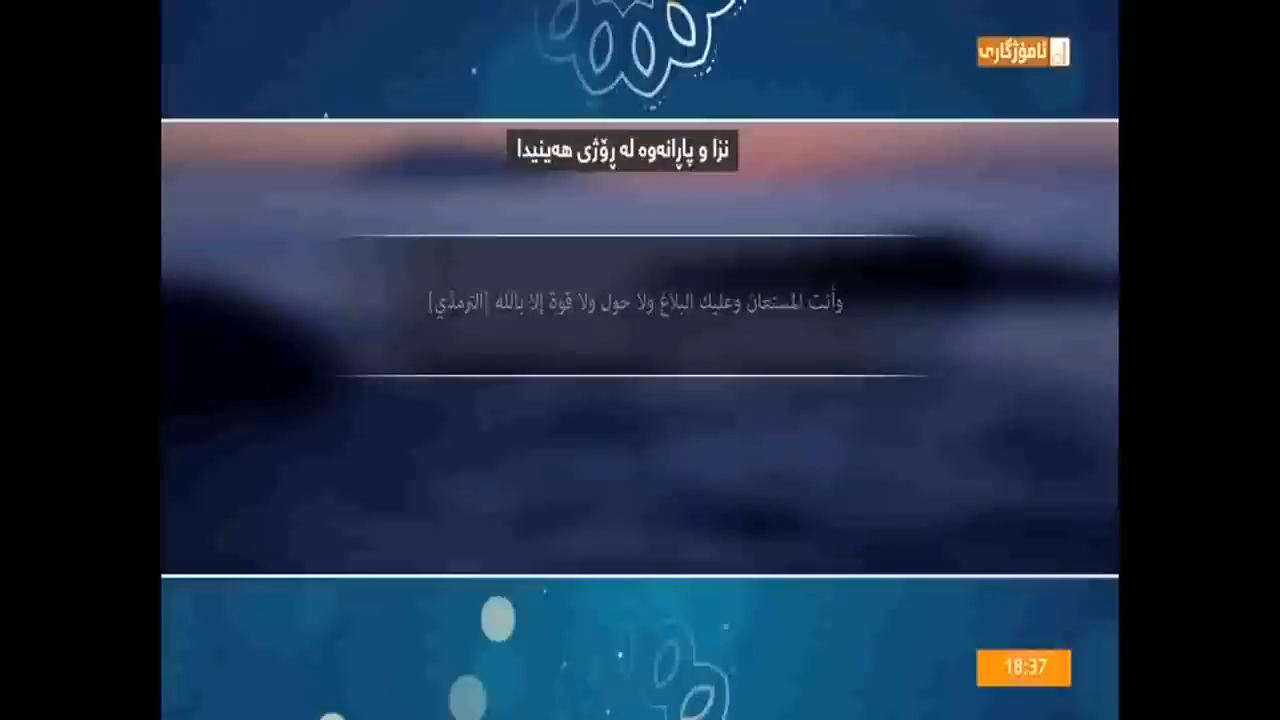 ئامۆژگاری
نزا و پاڕانەوە لە ڕۆژی هەینیدا
وأنت المستعان وعليك البلاغ ولا حول ولا قوة إلا بالله [الترمذي]
18:37